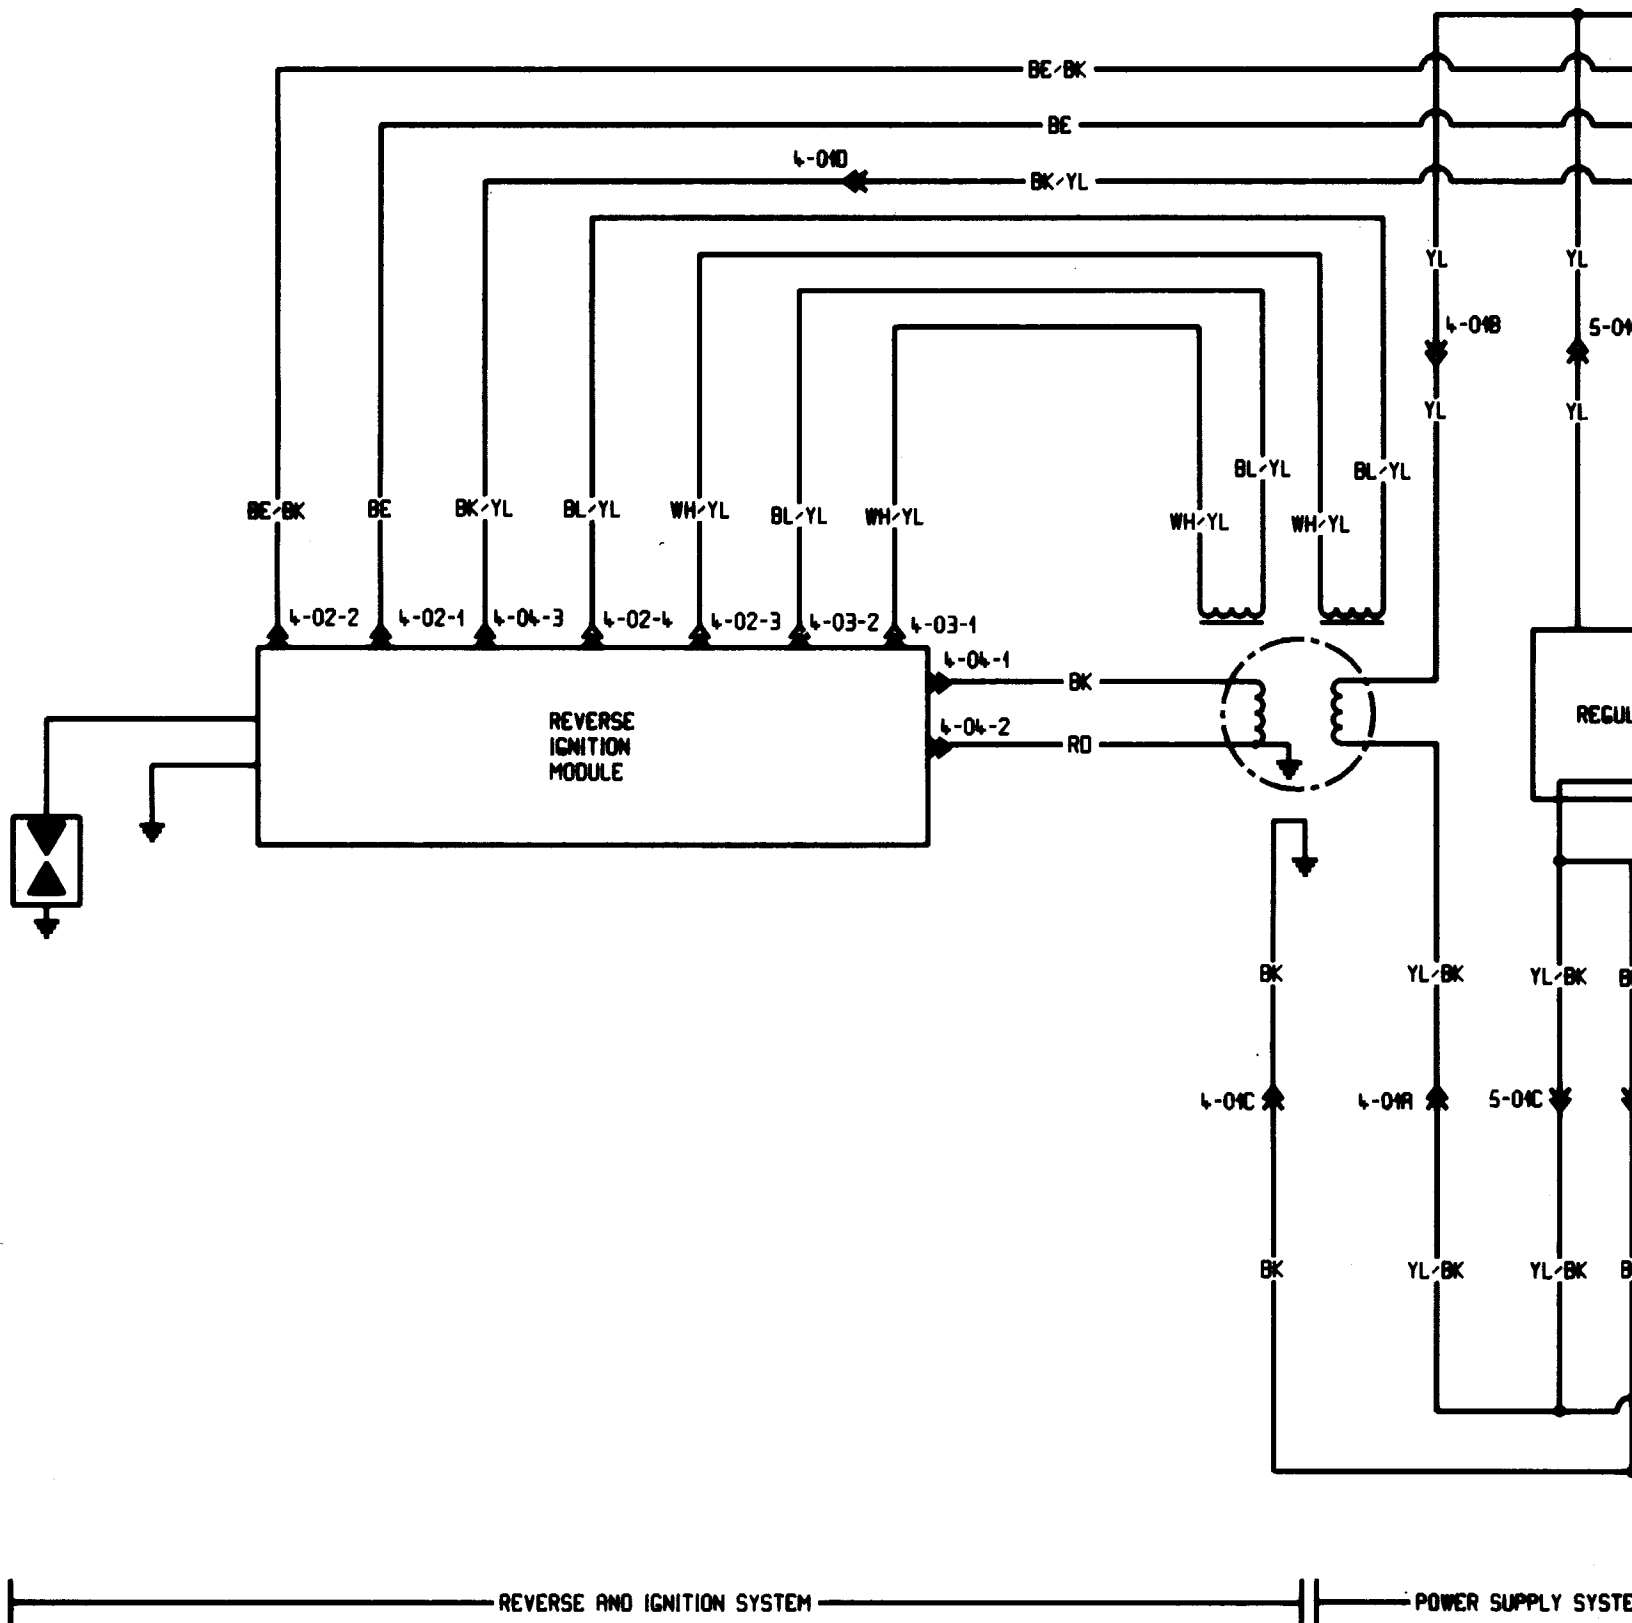 BE/BK
BE
4-01D
BK/YL
YL
YL
4-01B
5-01
YL
YL
BL/YL
BL/YL
BE/BK
BE
BK/YL
BL/YL
WH/YL
BL/YL
WH/YL
WH/YL
WH/YL
4-02-2
4-02-1
4-04-3
4-02-4
4-02-3
4-03-2
4-03-1
4-04-1
BK
4-04-2
RD
REVERSE
IGNITION
MODULE
REGUL
BK
YL/BK
YL/BK
B
4-01C
4-01A
5-01C
BK
YL/BK
YL/BK
B
REVERSE AND IGNITION SYSTEM
POWER SUPPLY SYSTE